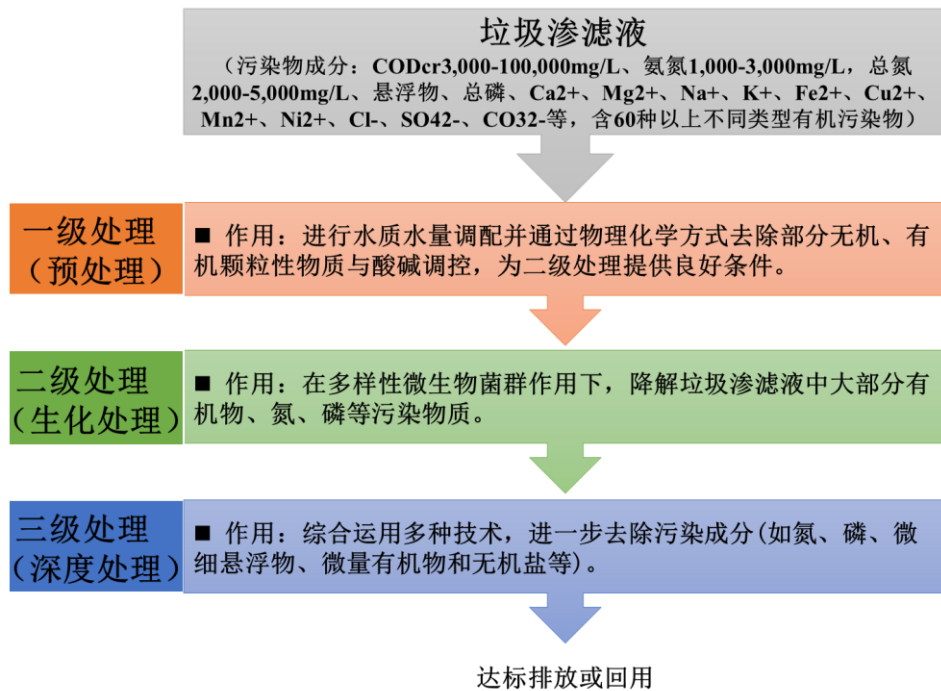 垃圾渗滤液
（污染物成分：CODcr3,000-100,000mg/L、氨氮1,000-3,000mg/L，总氮
2,000-5,000mg/L、悬浮物、总磷、Ca2+、Mg2+、Na+、K+、Fe2+、Cu2+、
Mn2+、Ni2+、Cl-、SO42-、CO32-等，含60种以上不同类型有机污染物）
一级处理
（预处理）
■ 作用：进行水质水量调配并通过物理化学方式去除部分无机、有
机颗粒性物质与酸碱调控，为二级处理提供良好条件。
二级处理
（生化处理）
■ 作用：在多样性微生物菌群作用下，降解垃圾渗滤液中大部分有
机物、氮、磷等污染物质。
三级处理
（深度处理）
■ 作用：综合运用多种技术，进一步去除污染成分(如氮、磷、微
细悬浮物、微量有机物和无机盐等)。
达标排放或回用